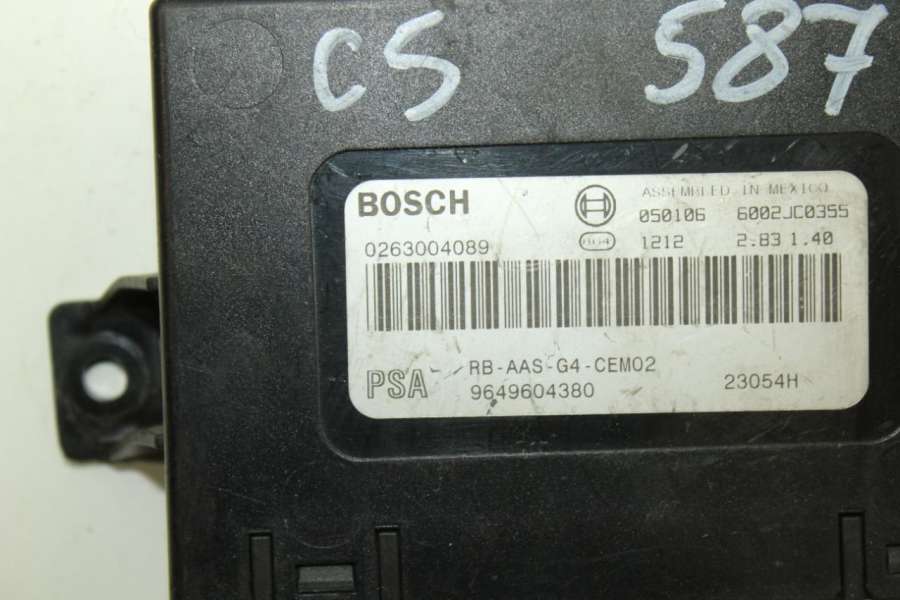 CS 587
BOSCH
ASSEMBLED IN MEXICO
050106 6002JC0355
0263004089
1212 2.83 1.40
PSA
RB-AAS-G4-CEM02
9649604380
23054H